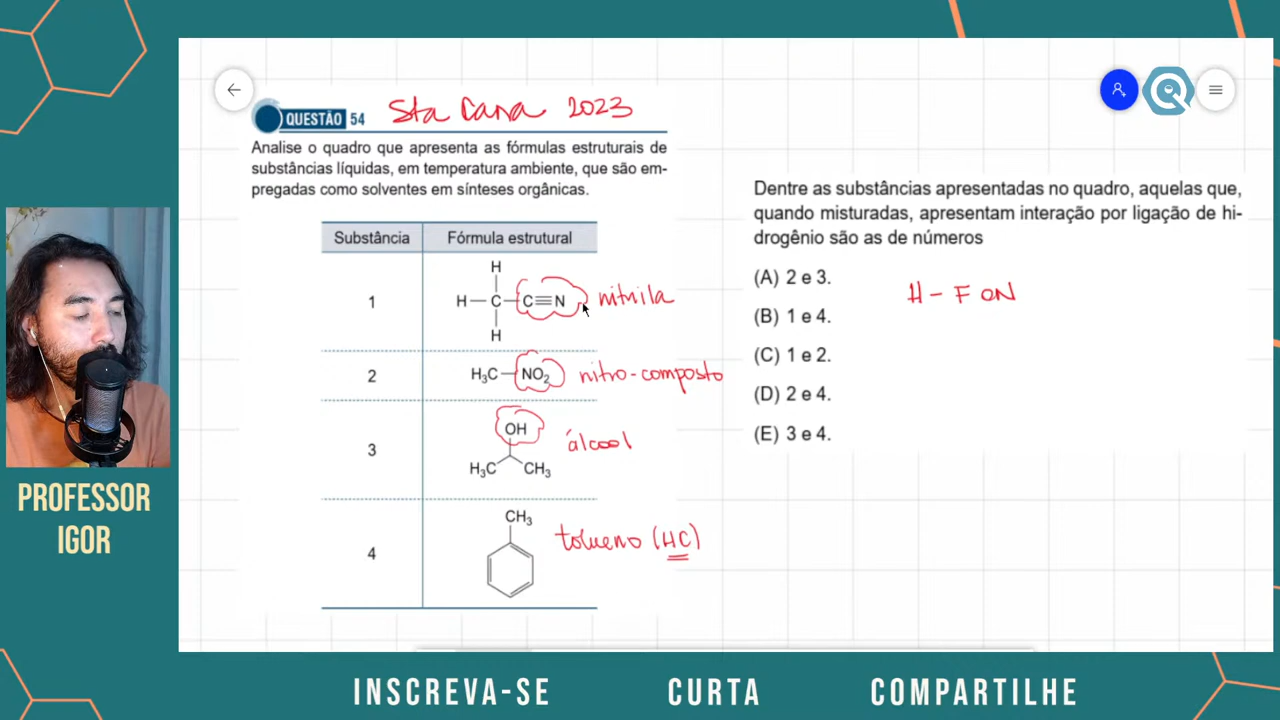 QUESTÃO 54 Sta Cara 2023
Analise o quadro que apresenta as fórmulas estruturais de
substâncias líquidas, em temperatura ambiente, que são em-
pregadas como solventes em sínteses orgânicas.
Substância Fórmula estrutural
H
1 H C C≡N nitrila
H
2 H₃C NO₂ nitro-composto
OH
3 álcool
H₃C CH₃
CH₃
tolueno (HC)
4
Dentre as substâncias apresentadas no quadro, aquelas que,
quando misturadas, apresentam interação por ligação de hi-
drogênio são as de números
(A) 2 e 3.
H - F ON
(B) 1 e 4.
(C) 1 e 2.
(D) 2 e 4.
(E) 3 e 4.
PROFESSOR
IGOR
INSCREVA-SE CURTA COMPARTILHE